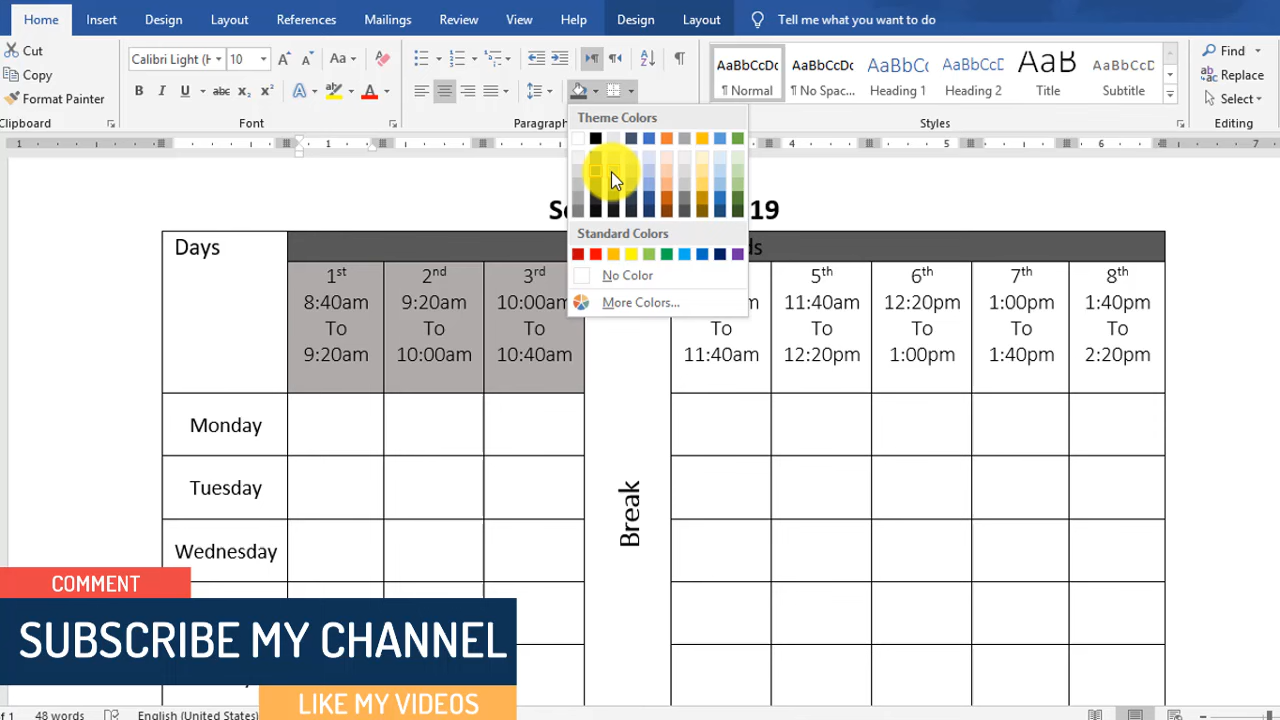 Home Insert Design Layout References Mailings Review View Help Design Layout Tell me what you want to do
Cut
Copy
Format Painter
Clipboard
Calibri Light (H 10
Font
Paragraph
AaBbCcDc AaBbCcDc AaBbCc AaBbCcC AaB AaBbCcD
¶ Normal ¶ No Spac... Heading 1 Heading 2 Title Subtitle
Styles
Find
Replace
Select
Editing
Theme Colors
Standard Colors
No Color
More Colors...
1 4 5 6 7
19
Days
1st
8:40am
To
9:20am
2nd
9:20am
To
10:00am
3rd
10:00am
To
10:40am
To
11:40am
5th
11:40am
To
12:20pm
6th
12:20pm
To
1:00pm
7th
1:00pm
To
1:40pm
8th
1:40pm
To
2:20pm
Monday
Tuesday
Wednesday
Break
COMMENT
SUBSCRIBE MY CHANNEL
LIKE MY VIDEOS
48 words English (United States)